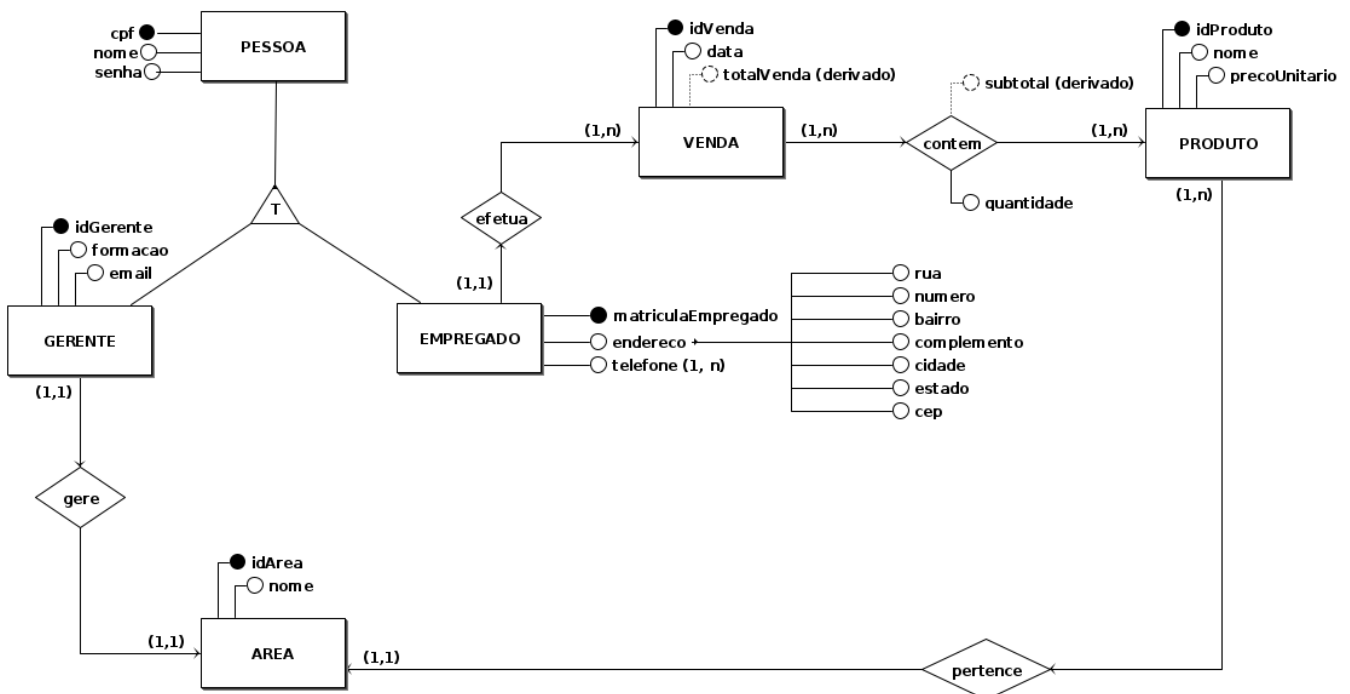 cpf
nome
senha
PESSOA
idVenda
data
totalVenda (derivado)
VENDA
(1,n)
(1,n)
subtotal (derivado)
contem
quantidade
(1,n)
idProduto
nome
precoUnitario
PRODUTO
(1,n)
T
efetua
(1,1)
idGerente
formacao
email
GERENTE
(1,1)
EMPREGADO
matriculaEmpregado
endereco
telefone (1, n)
rua
numero
bairro
complemento
cidade
estado
cep
gere
idArea
nome
(1,1)
AREA
(1,1)
pertence